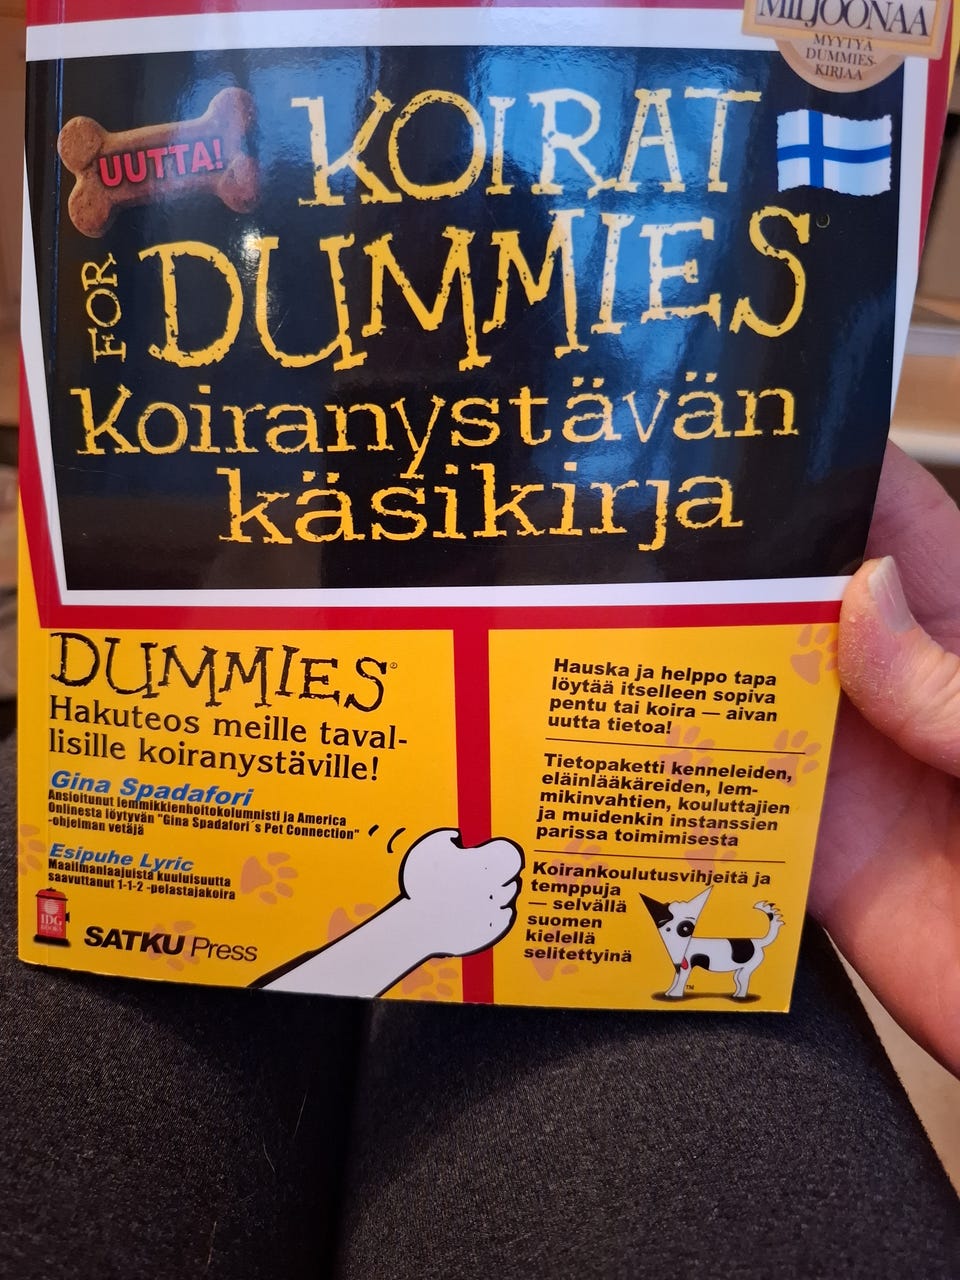 MILJOONAA
MYYTYÄ
DUMMIES-
KIRJAA
UUTTA!
KOIRAT
FOR
DUMMIES®
Koiranystävän
käsikirja
DUMMIES®
Hakuteos meille taval-
lisille koiranystäville!
Gina Spadafori
Ansioitunut lemmikkienhoitokolumnisti ja America
Onlinesta löytyvän "Gina Spadafori´s Pet Connection"
-ohjelman vetäjä
Esipuhe Lyric
Maailmanlaajuista kuuluisuutta
saavuttanut 1-1-2 -pelastajakoira
IDG
BOOKS
SATKU Press
Hauska ja helppo tapa
löytää itselleen sopiva
pentu tai koira — aivan
uutta tietoa!
Tietopaketti kenneleiden,
eläinlääkäreiden, lem-
mikinvahtien, kouluttajien
ja muidenkin instanssien
parissa toimimisesta
Koirankoulutusvihjeitä ja
temppuja
— selvällä
suomen
kielellä
selitettyinä
TM